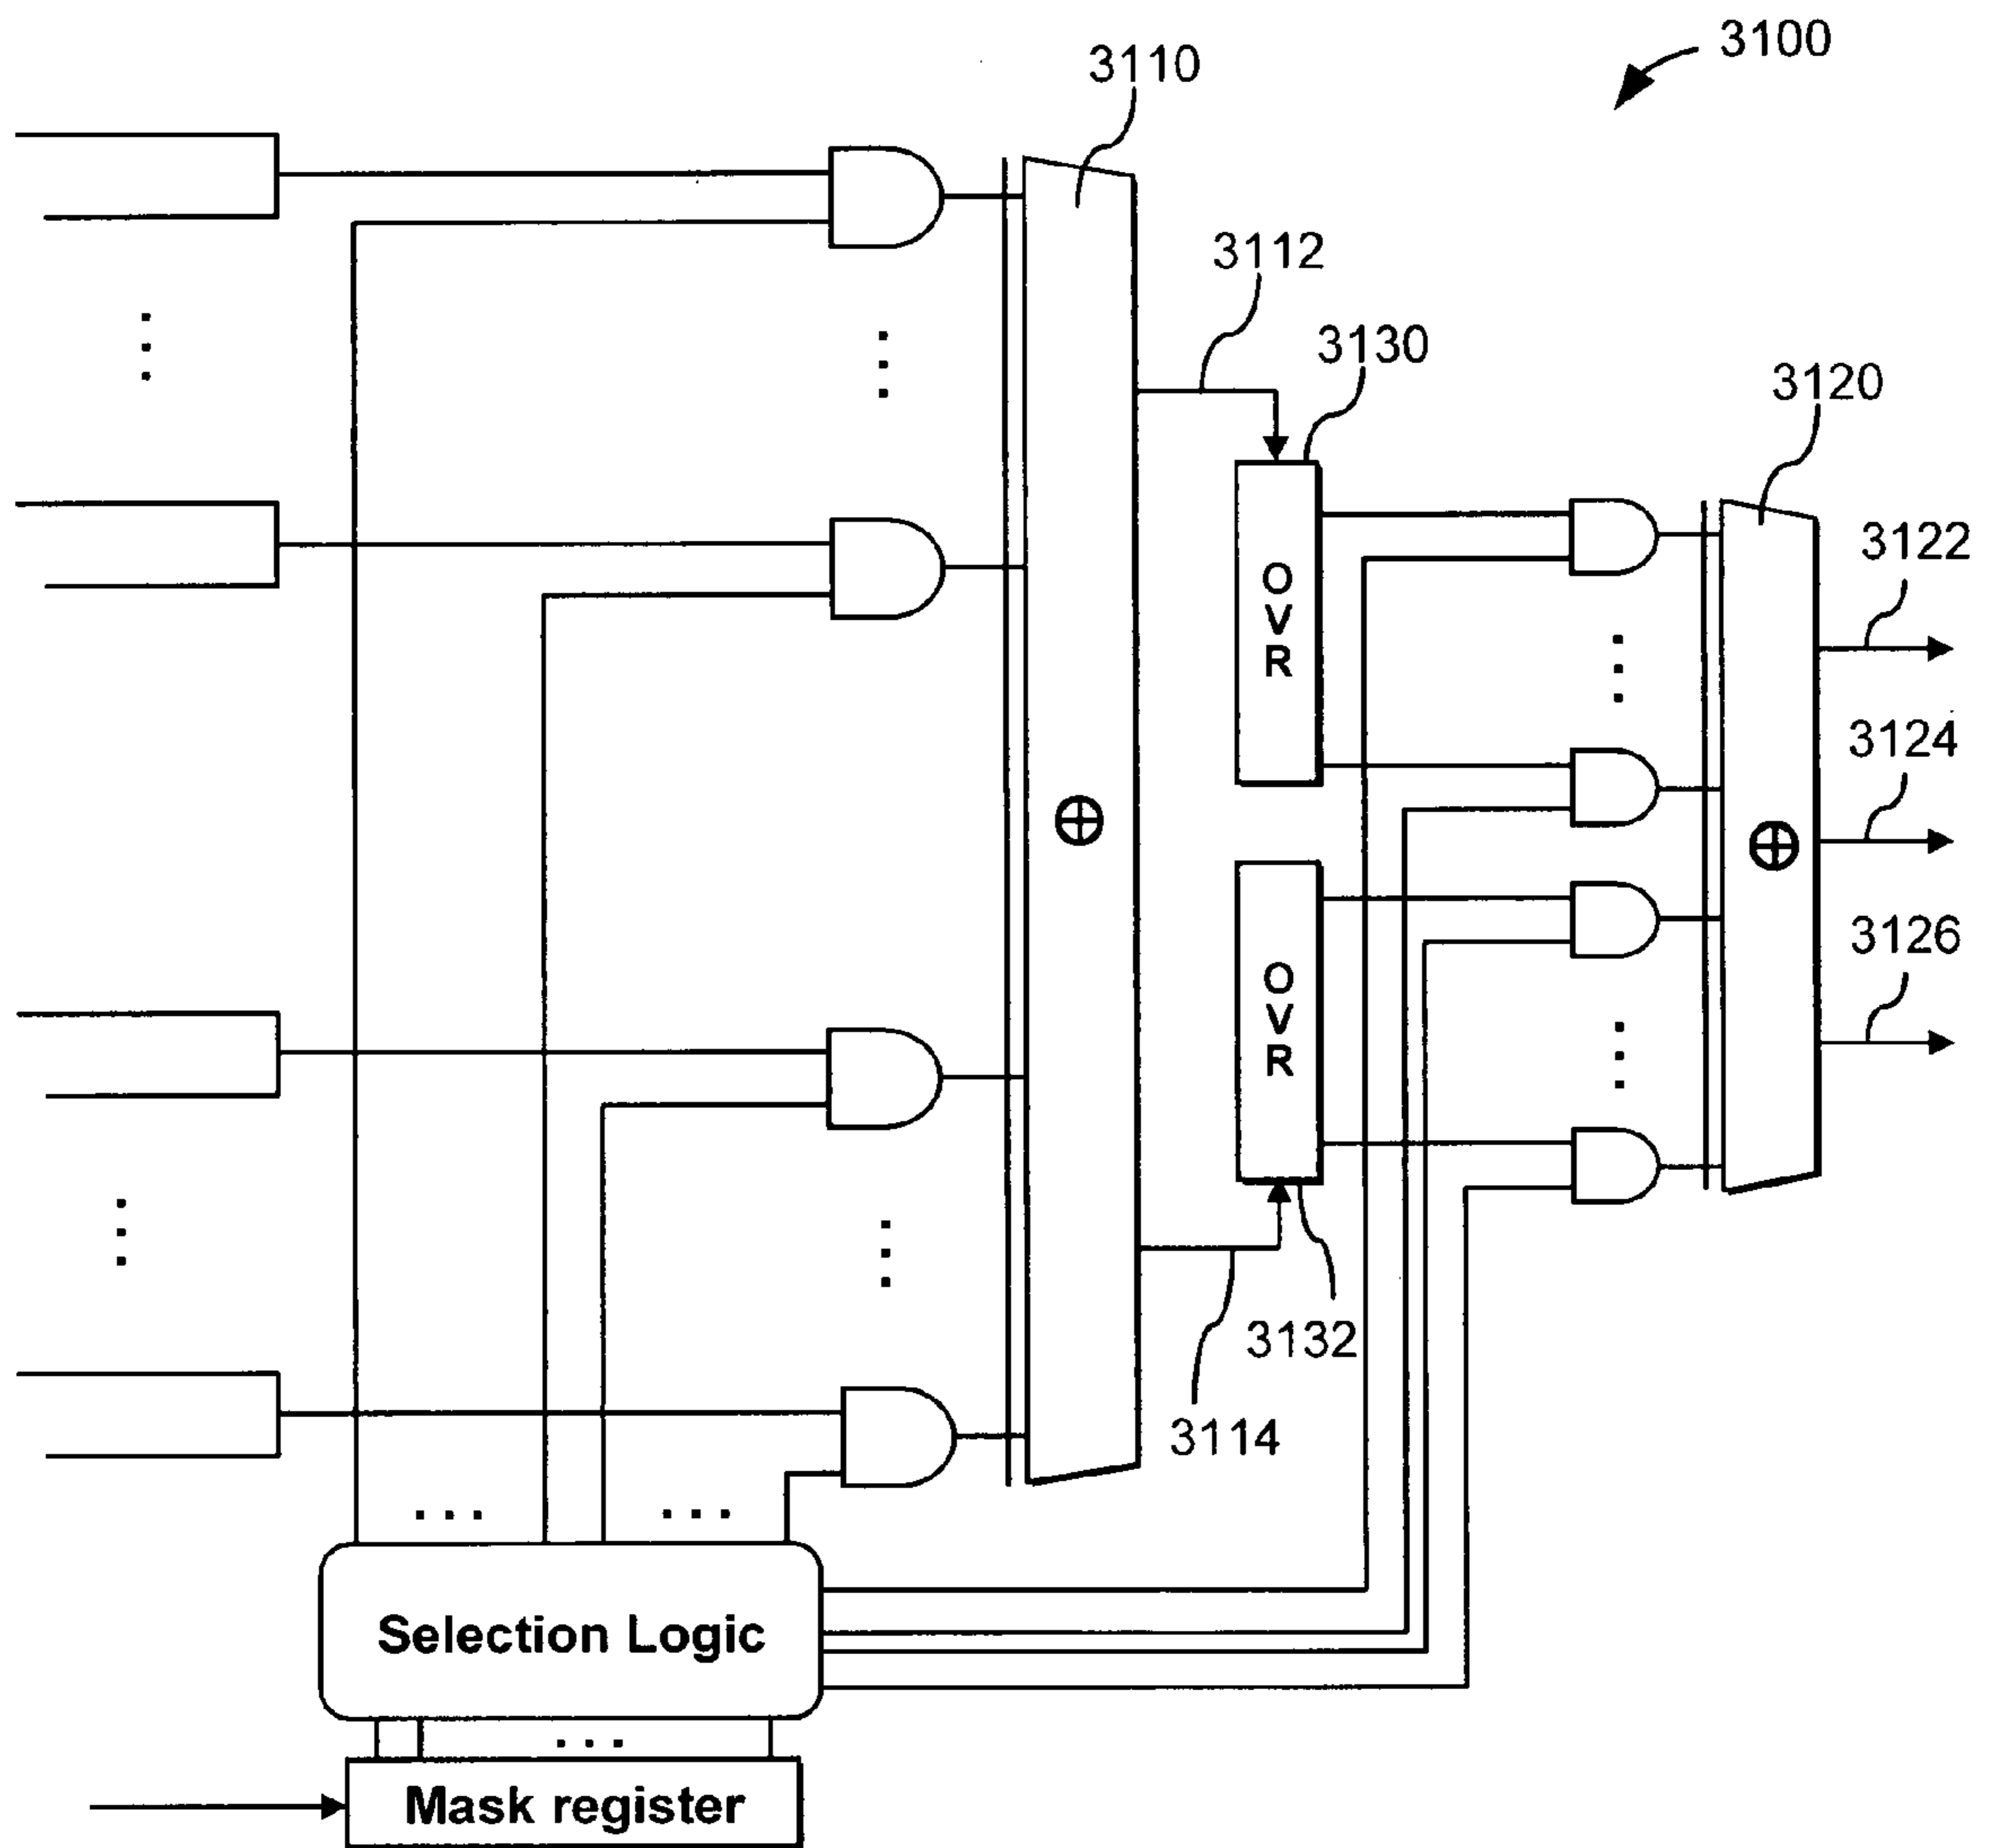 3100
3110
3112
3130
3120
3122
O
V
R
3124
3126
O
V
R
3132
3114
Selection Logic
Mask register